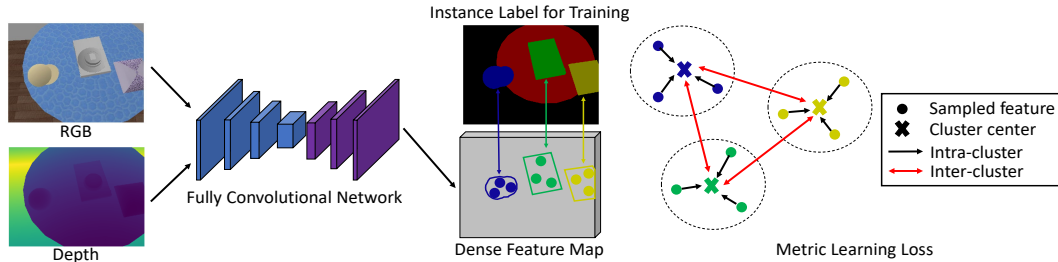 Instance Label for Training
RGB
Depth
Fully Convolutional Network
Dense Feature Map
Sampled feature
Cluster center
Intra-cluster
Inter-cluster
Metric Learning Loss